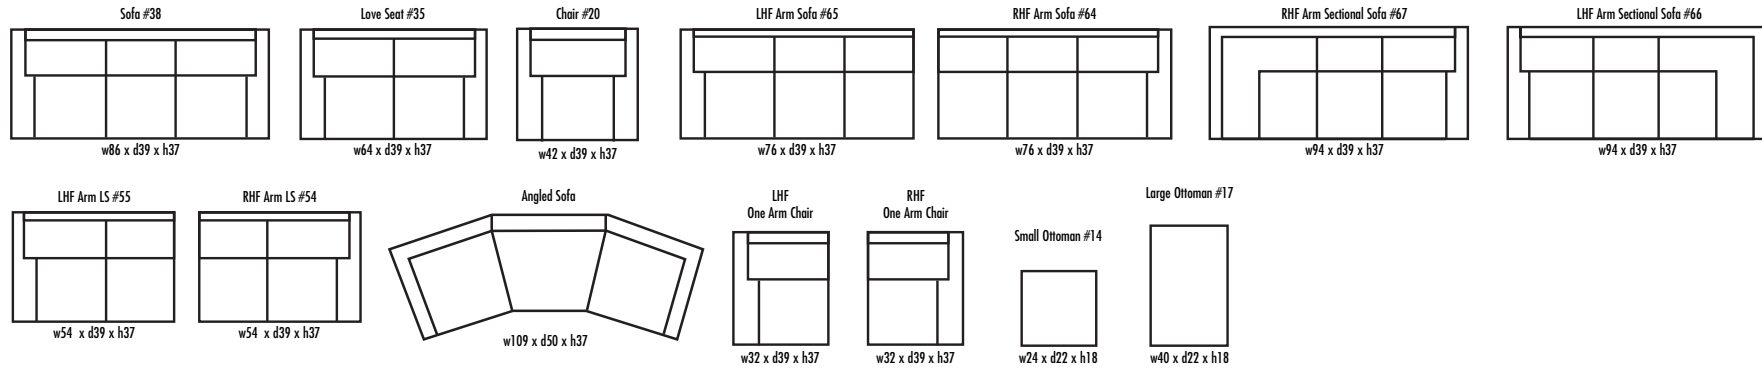 Sofa #38
w86 x d39 x h37
Love Seat #35
w64 x d39 x h37
Chair #20
w42 x d39 x h37
LHF Arm Sofa #65
w76 x d39 x h37
RHF Arm Sofa #64
w76 x d39 x h37
RHF Arm Sectional Sofa #67
w94 x d39 x h37
LHF Arm Sectional Sofa #66
w94 x d39 x h37
LHF Arm LS #55
w54 x d39 x h37
RHF Arm LS #54
w54 x d39 x h37
Angled Sofa
w109 x d50 x h37
LHF
One Arm Chair
w32 x d39 x h37
RHF
One Arm Chair
w32 x d39 x h37
Small Ottoman #14
w24 x d22 x h18
Large Ottoman #17
w40 x d22 x h18